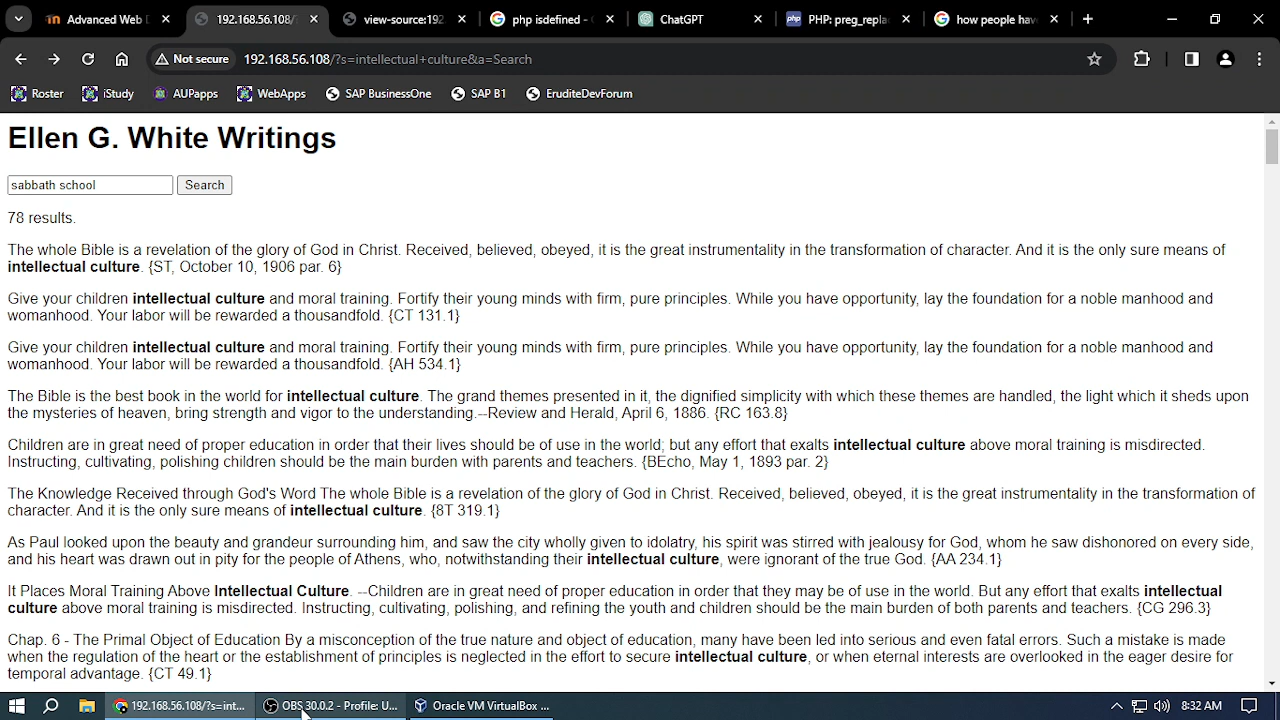 Advanced Web D
192.168.56.108/?
view-source:192.
php isdefined - G
ChatGPT
PHP: preg_repla
how people hav
Not secure
192.168.56.108/?s=intellectual+culture&a=Search
Roster
iStudy
AUPapps
WebApps
SAP BusinessOne
SAP B1
EruditeDevForum
Ellen G. White Writings
sabbath school
Search
78 results.
The whole Bible is a revelation of the glory of God in Christ. Received, believed, obeyed, it is the great instrumentality in the transformation of character. And it is the only sure means of
intellectual culture. {ST, October 10, 1906 par. 6}
Give your children intellectual culture and moral training. Fortify their young minds with firm, pure principles. While you have opportunity, lay the foundation for a noble manhood and
womanhood. Your labor will be rewarded a thousandfold. {CT 131.1}
Give your children intellectual culture and moral training. Fortify their young minds with firm, pure principles. While you have opportunity, lay the foundation for a noble manhood and
womanhood. Your labor will be rewarded a thousandfold. {AH 534.1}
The Bible is the best book in the world for intellectual culture. The grand themes presented in it, the dignified simplicity with which these themes are handled, the light which it sheds upon
the mysteries of heaven, bring strength and vigor to the understanding.--Review and Herald, April 6, 1886. {RC 163.8}
Children are in great need of proper education in order that their lives should be of use in the world; but any effort that exalts intellectual culture above moral training is misdirected.
Instructing, cultivating, polishing children should be the main burden with parents and teachers. {BEcho, May 1, 1893 par. 2}
The Knowledge Received through God's Word The whole Bible is a revelation of the glory of God in Christ. Received, believed, obeyed, it is the great instrumentality in the transformation of
character. And it is the only sure means of intellectual culture. {8T 319.1}
As Paul looked upon the beauty and grandeur surrounding him, and saw the city wholly given to idolatry, his spirit was stirred with jealousy for God, whom he saw dishonored on every side,
and his heart was drawn out in pity for the people of Athens, who, notwithstanding their intellectual culture, were ignorant of the true God. {AA 234.1}
It Places Moral Training Above Intellectual Culture. --Children are in great need of proper education in order that they may be of use in the world. But any effort that exalts intellectual
culture above moral training is misdirected. Instructing, cultivating, polishing, and refining the youth and children should be the main burden of both parents and teachers. {CG 296.3}
Chap. 6 - The Primal Object of Education By a misconception of the true nature and object of education, many have been led into serious and even fatal errors. Such a mistake is made
when the regulation of the heart or the establishment of principles is neglected in the effort to secure intellectual culture, or when eternal interests are overlooked in the eager desire for
temporal advantage. {CT 49.1}
192.168.56.108/?s=int...
OBS 30.0.2 - Profile: U...
Oracle VM VirtualBox ...
8:32 AM